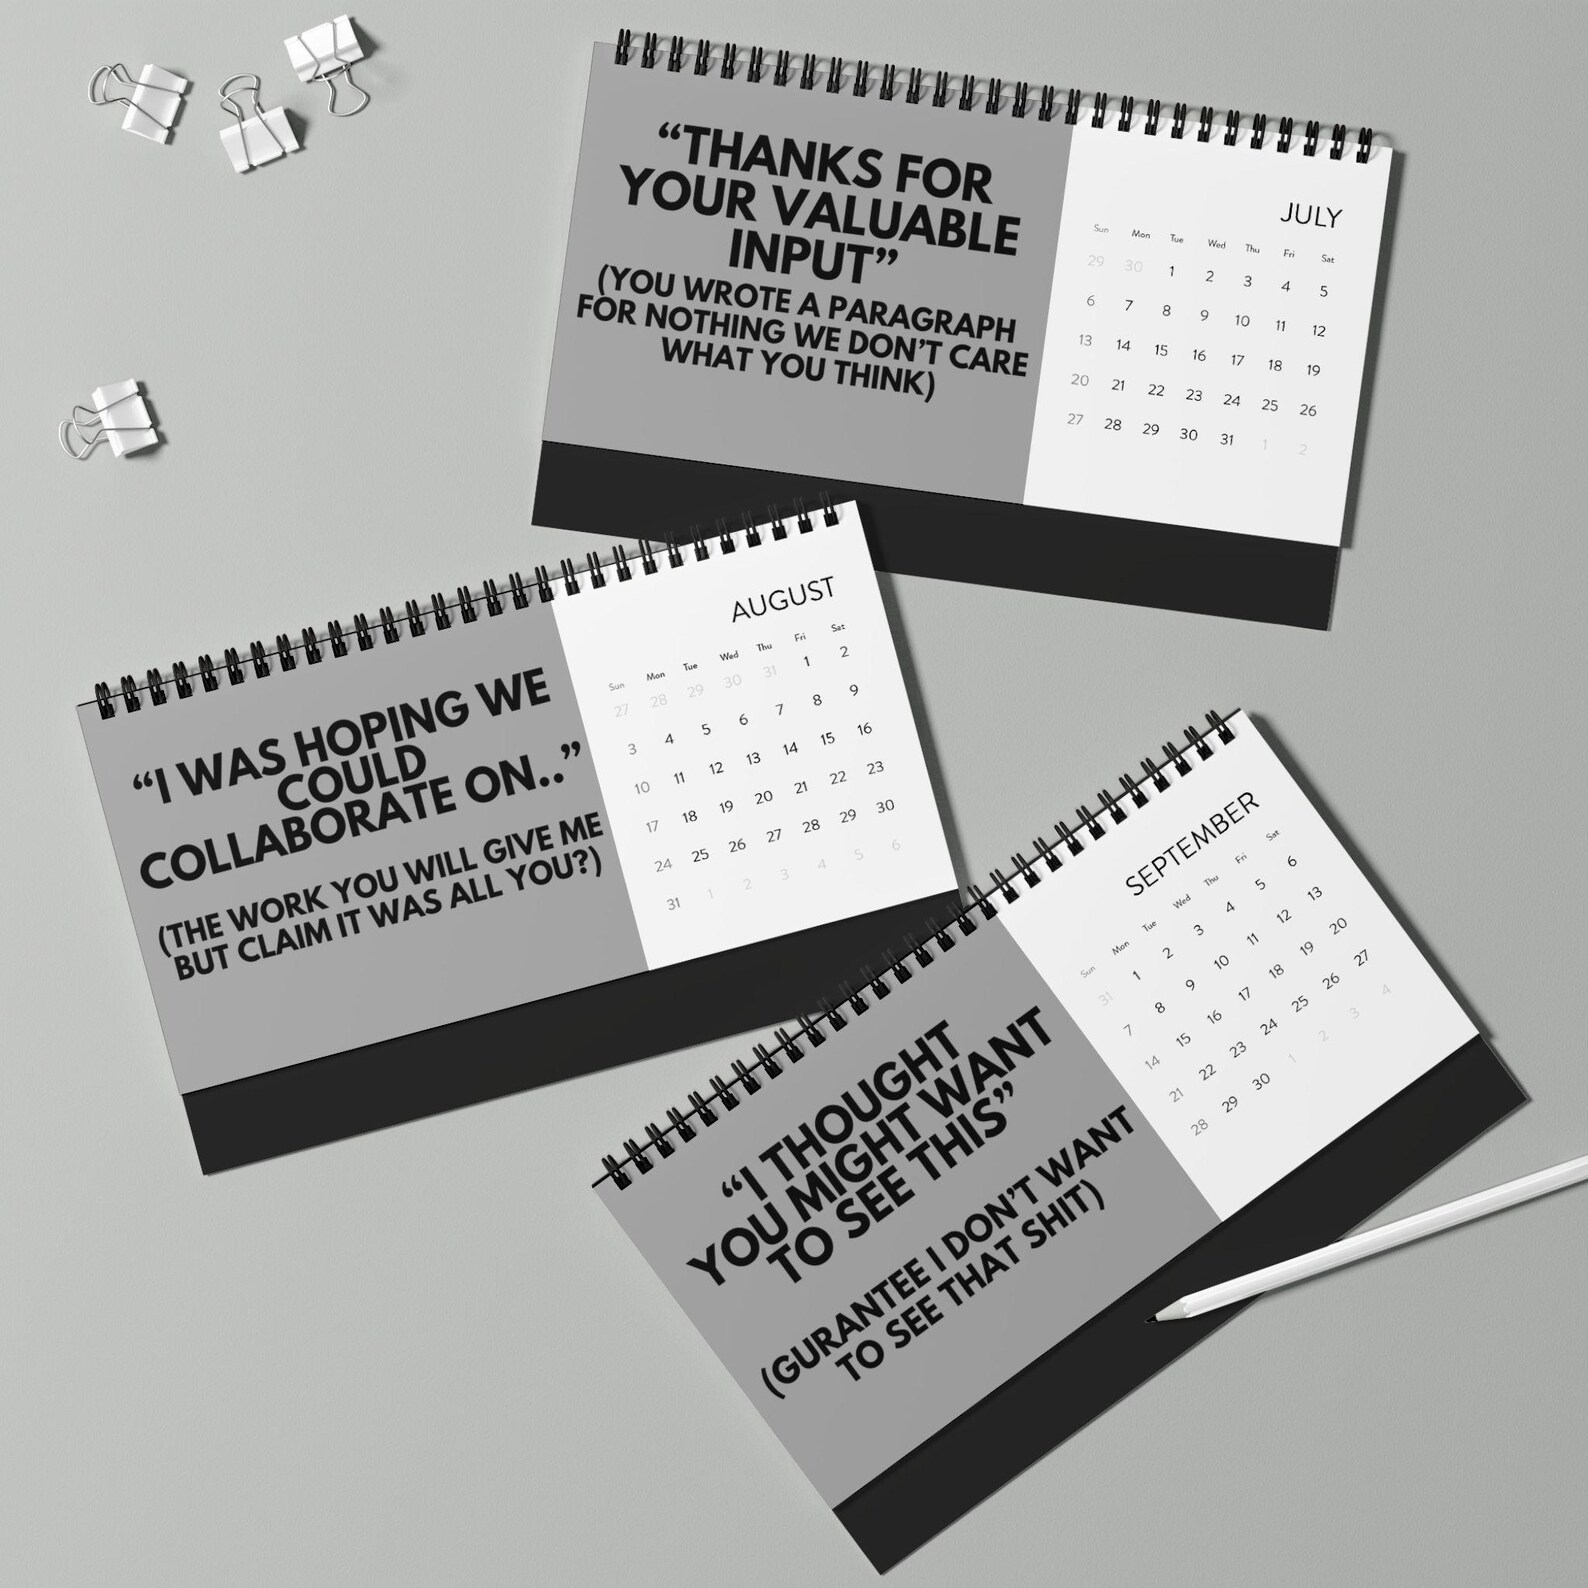 “THANKS FOR
YOUR VALUABLE
INPUT”
(YOU WROTE A PARAGRAPH
FOR NOTHING WE DON’T CARE
WHAT YOU THINK)
JULY
Sun Mon Tue Wed Thu Fri Sat
29 30 1 2 3 4 5
6 7 8 9 10 11 12
13 14 15 16 17 18 19
20 21 22 23 24 25 26
27 28 29 30 31 1 2
“I WAS HOPING WE
COULD
COLLABORATE ON..”
(THE WORK YOU WILL GIVE ME
BUT CLAIM IT WAS ALL YOU?)
AUGUST
Sun Mon Tue Wed Thu Fri Sat
27 28 29 30 31 1 2
3 4 5 6 7 8 9
10 11 12 13 14 15 16
17 18 19 20 21 22 23
24 25 26 27 28 29 30
31 1 2 3 4 5 6
“I THOUGHT
YOU MIGHT WANT
TO SEE THIS”
(GURANTEE I DON’T WANT
TO SEE THAT SHIT)
SEPTEMBER
Sun Mon Tue Wed Thu Fri Sat
31 1 2 3 4 5 6
7 8 9 10 11 12 13
14 15 16 17 18 19 20
21 22 23 24 25 26 27
28 29 30 1 2 3 4